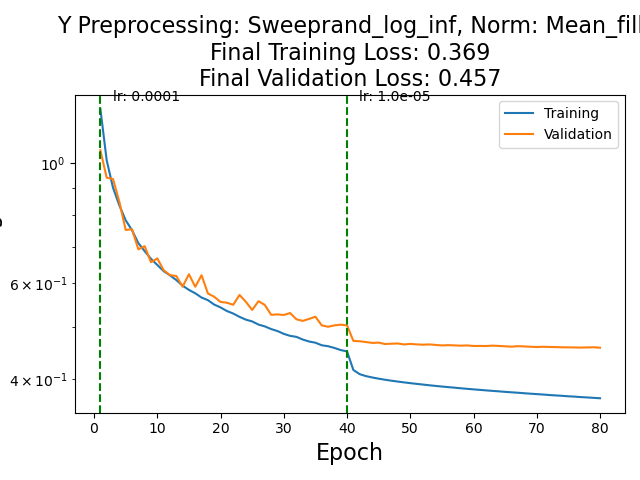 Y Preprocessing: Sweeprand_log_inf, Norm: Mean_fill
Final Training Loss: 0.369
Final Validation Loss: 0.457
lr: 0.0001
lr: 1.0e-05
Training
Validation
10⁰
6 × 10⁻¹
4 × 10⁻¹
0 10 20 30 40 50 60 70 80
Epoch